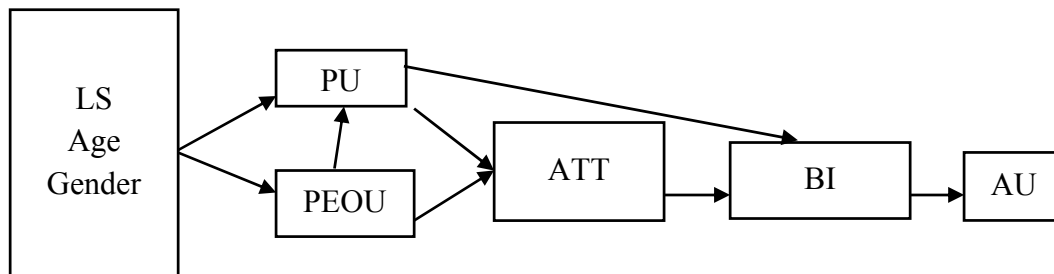 LS
Age
Gender
PU
PEOU
ATT
BI
AU